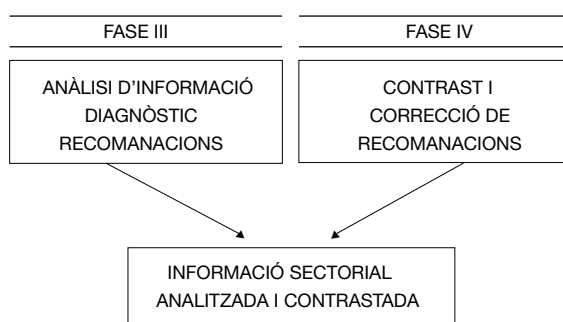 FASE III
FASE IV
ANÀLISI D'INFORMACIÓ
DIAGNÒSTIC
RECOMANACIONS
CONTRAST I
CORRECCIÓ DE
RECOMANACIONS
INFORMACIÓ SECTORIAL
ANALITZADA I CONTRASTADA